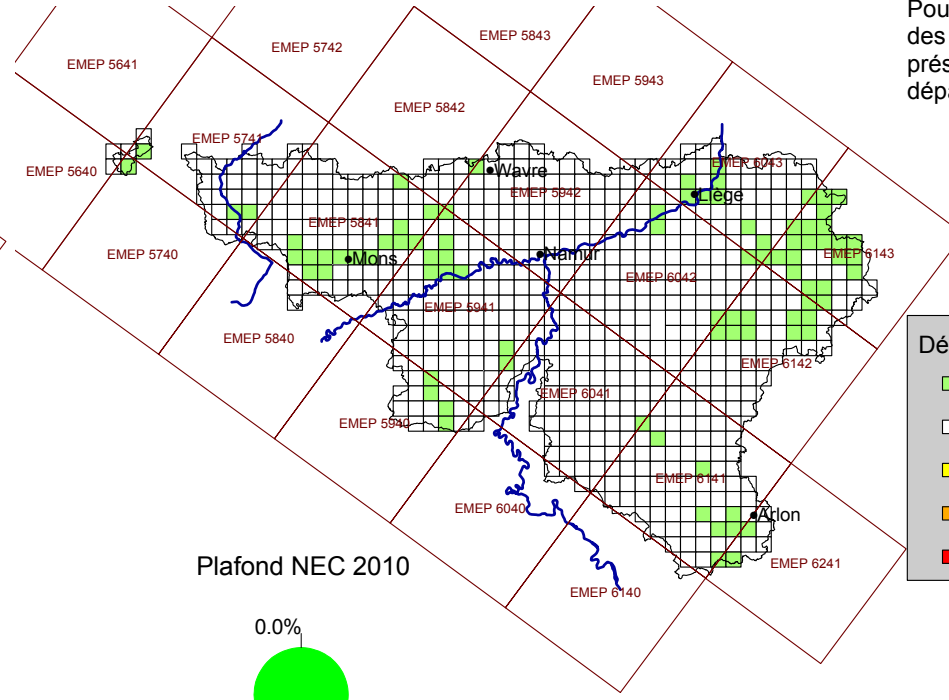 Pou
des
prés
dépa
EMEP 5843
EMEP 5742
EMEP 5641
EMEP 5943
EMEP 5842
EMEP 5741
EMEP 6043
EMEP 5640
Wavre
EMEP 5942
Liège
EMEP 5841
EMEP 5740
Mons
Namur
EMEP 6143
EMEP 6042
EMEP 5941
EMEP 5840
Dé
EMEP 6142
EMEP 6041
EMEP 5940
EMEP 6141
EMEP 6040
Arlon
EMEP 6241
Plafond NEC 2010
EMEP 6140
0.0%